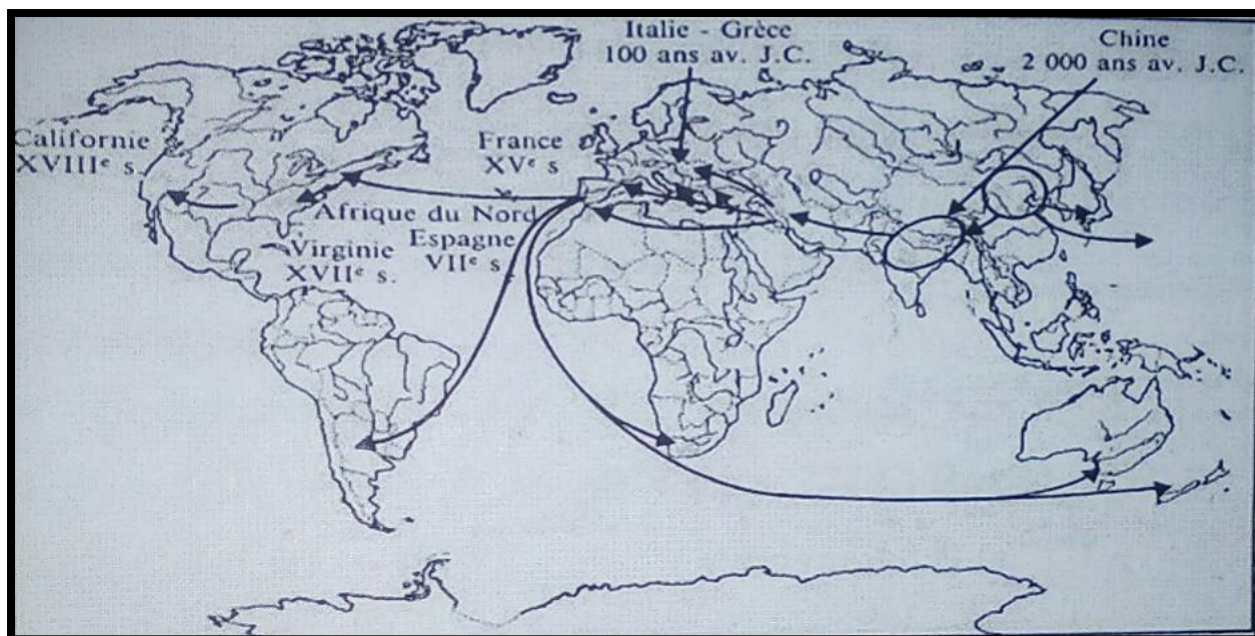 Italie - Grèce
100 ans av. J.C.
Chine
2 000 ans av. J.C.
Californie
XVIIIᵉ s
France
XVᵉ s.
Afrique du Nord
Espagne
VIIᵉ s.
Virginie
XVIIᵉ s.